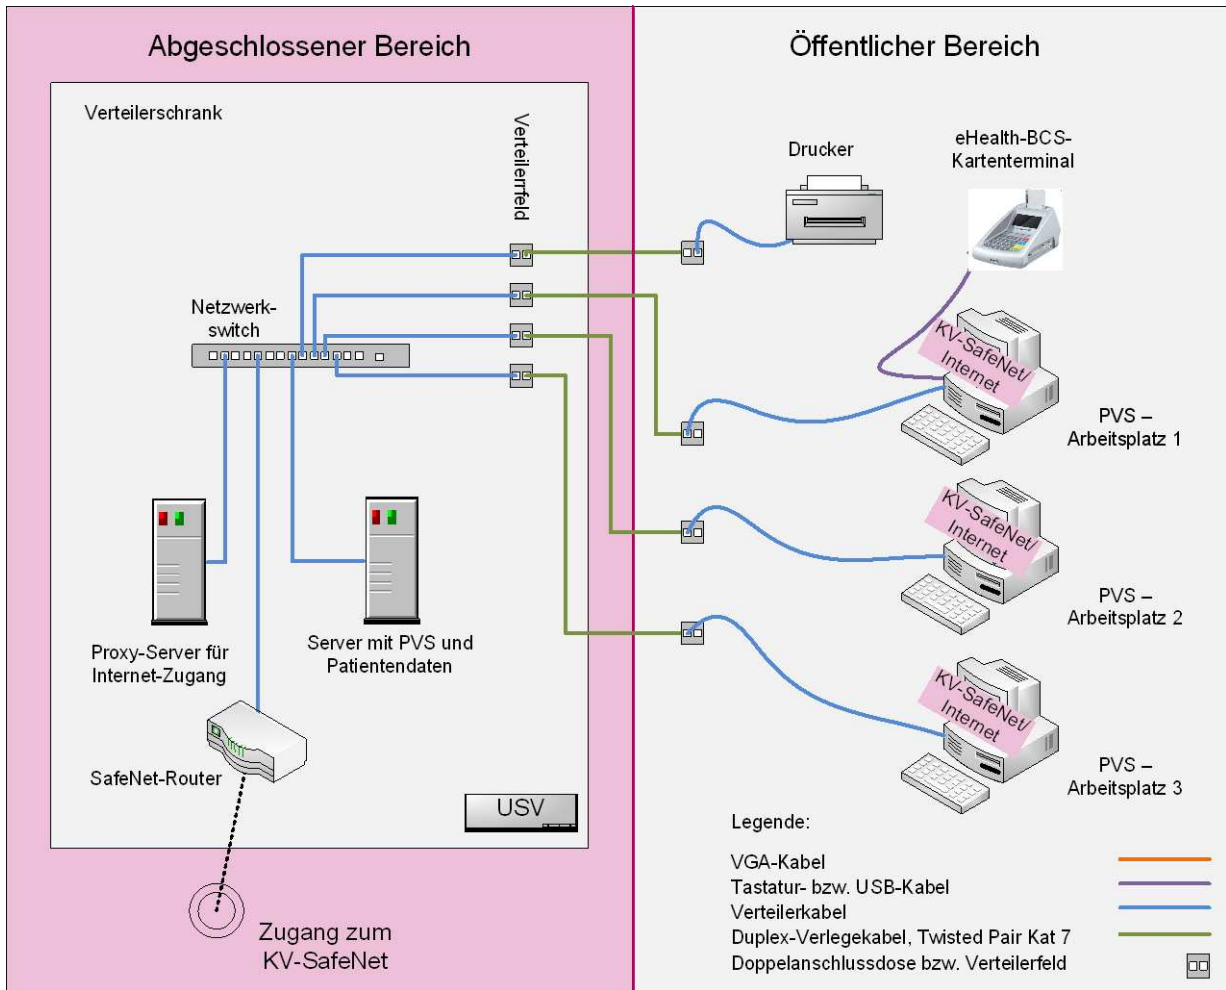 Abgeschlossener Bereich
Öffentlicher Bereich
Verteilerschrank
Verteilerrfeld
Drucker
eHealth-BCS-
Kartenterminal
Netzwerk-
switch
KV-SafeNet/
Internet
PVS –
Arbeitsplatz 1
KV-SafeNet/
Internet
PVS –
Arbeitsplatz 2
Proxy-Server für
Internet-Zugang
Server mit PVS und
Patientendaten
KV-SafeNet/
Internet
PVS –
Arbeitsplatz 3
SafeNet-Router
USV
Zugang zum
KV-SafeNet
Legende:
VGA-Kabel
Tastatur- bzw. USB-Kabel
Verteilerkabel
Duplex-Verlegekabel, Twisted Pair Kat 7
Doppelanschlussdose bzw. Verteilerfeld